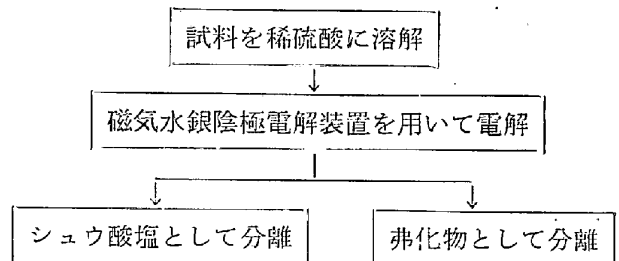 試料を稀硫酸に溶解
磁気水銀陰極電解装置を用いて電解
シュウ酸塩として分離
弗化物として分離